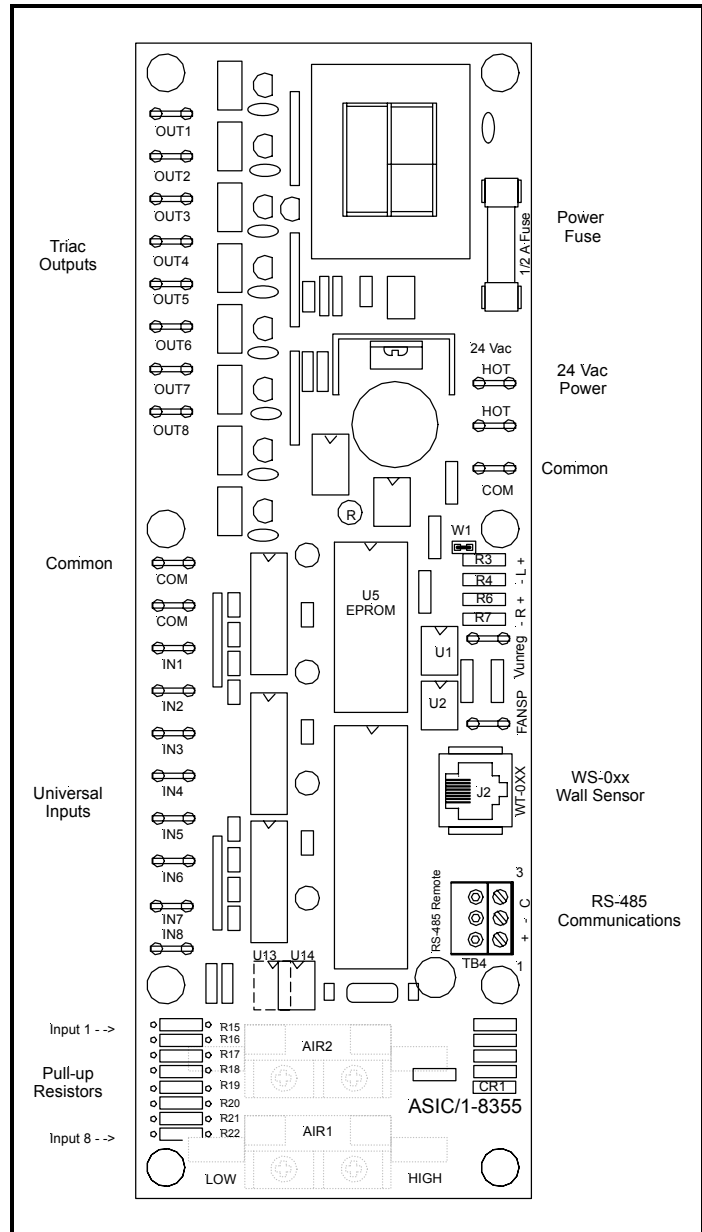 OUT1
OUT2
OUT3
OUT4
OUT5
OUT6
OUT7
OUT8
Triac
Outputs
1/2 A Fuse
Power
Fuse
24 Vac
HOT
HOT
COM
24 Vac
Power
Common
Common
COM
COM
IN1
IN2
IN3
IN4
IN5
IN6
IN7
IN8
Universal
Inputs
R
U5
EPROM
W1
R3
R4
R6
R7
- L +
- R +
U1
U2
Vunreg
FANSP
J2
WT-0XX
WS-0xx
Wall Sensor
RS-485 Remote
3
+ - C
TB4
1
RS-485
Communications
U13 U14
Input 1 - ->
Pull-up
Resistors
Input 8 - ->
R15
R16
R17
R18
R19
R20
R21
R22
AIR2
AIR1
LOW
HIGH
CR1
ASIC/1-8355